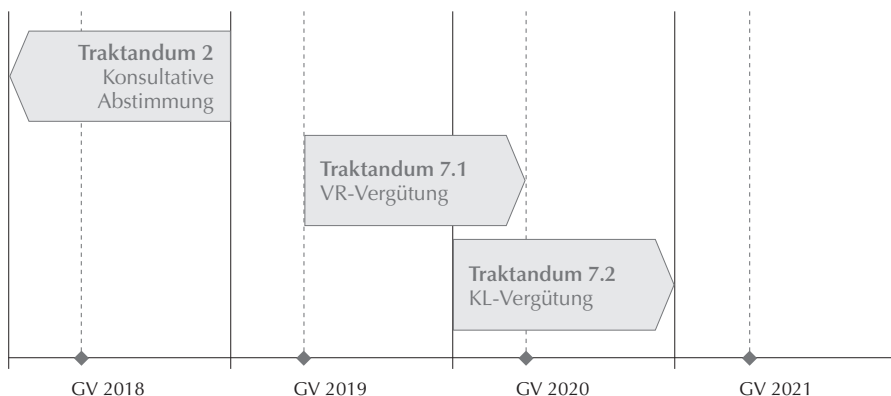 Traktandum 2
Konsultative
Abstimmung
Traktandum 7.1
VR-Vergütung
Traktandum 7.2
KL-Vergütung
GV 2018
GV 2019
GV 2020
GV 2021